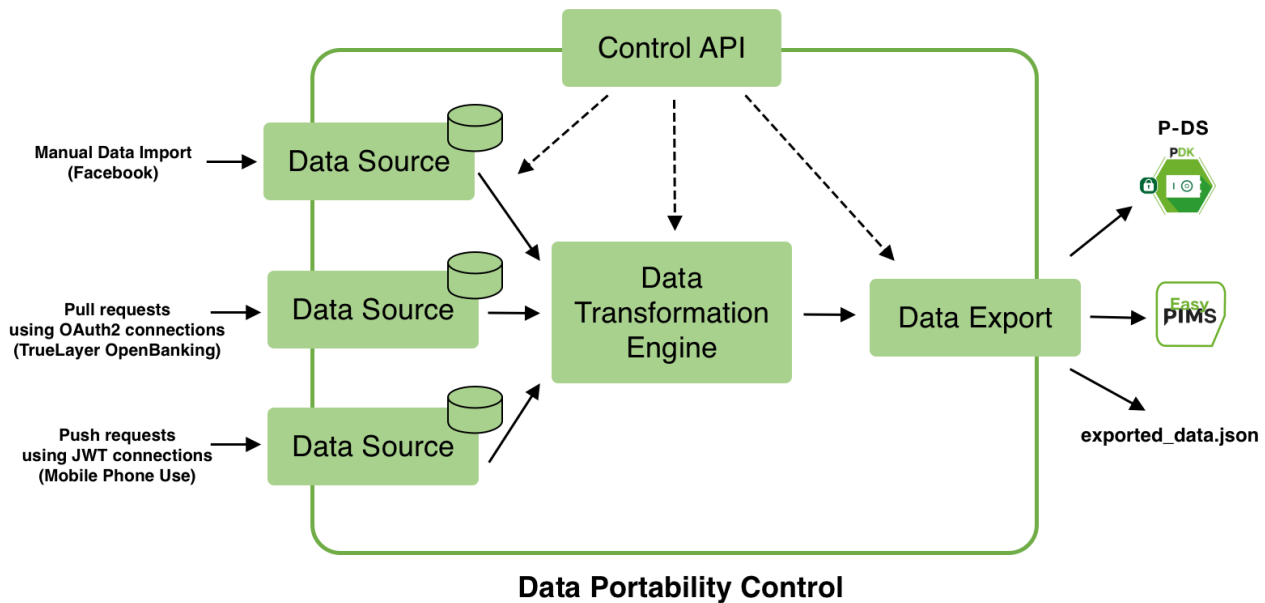 Control API
Manual Data Import
(Facebook)
Data Source
P-DS
PDK
Pull requests
using OAuth2 connections
(TrueLayer OpenBanking)
Data Source
Data
Transformation
Engine
Data Export
Easy
PIMS
Push requests
using JWT connections
(Mobile Phone Use)
Data Source
exported_data.json
Data Portability Control